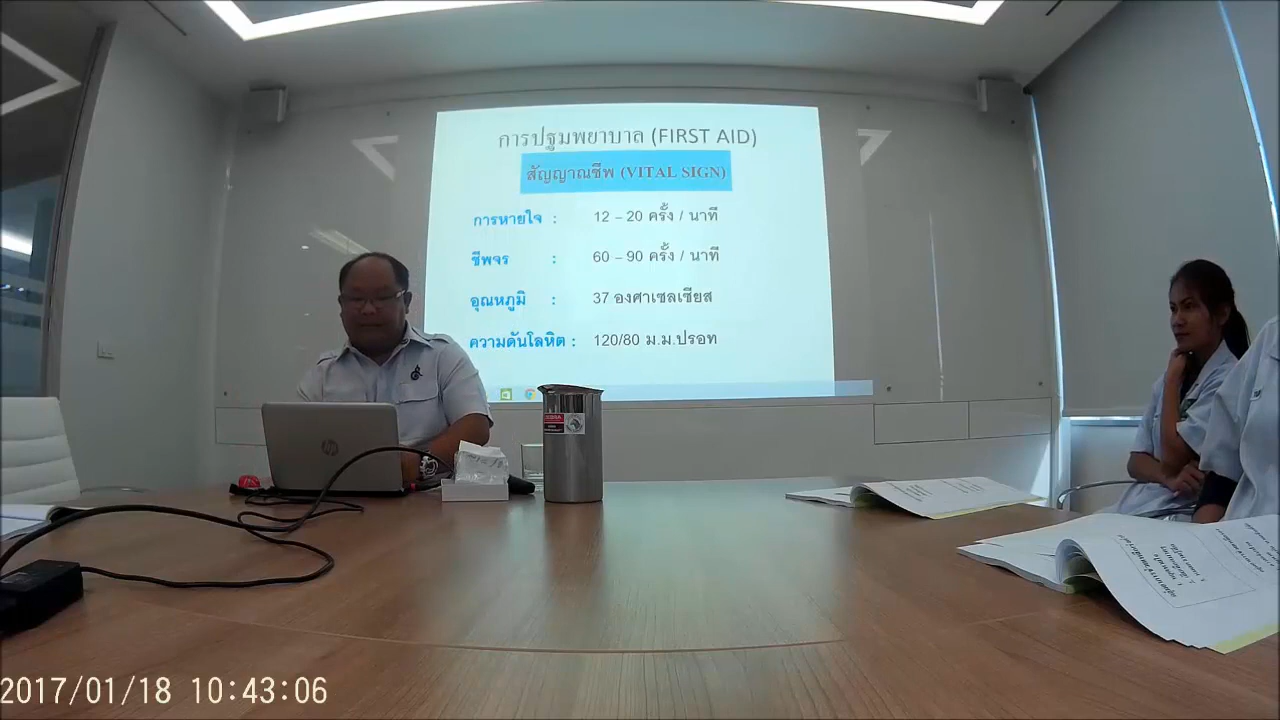 การปฐมพยาบาล (FIRST AID)
สัญญาณชีพ (VITAL SIGN)
การหายใจ : 12 – 20 ครั้ง / นาที
ชีพจร : 60 – 90 ครั้ง / นาที
อุณหภูมิ : 37 องศาเซลเซียส
ความดันโลหิต : 120/80 ม.ม.ปรอท
hp
ZEBRA
2017/01/18 10:43:06